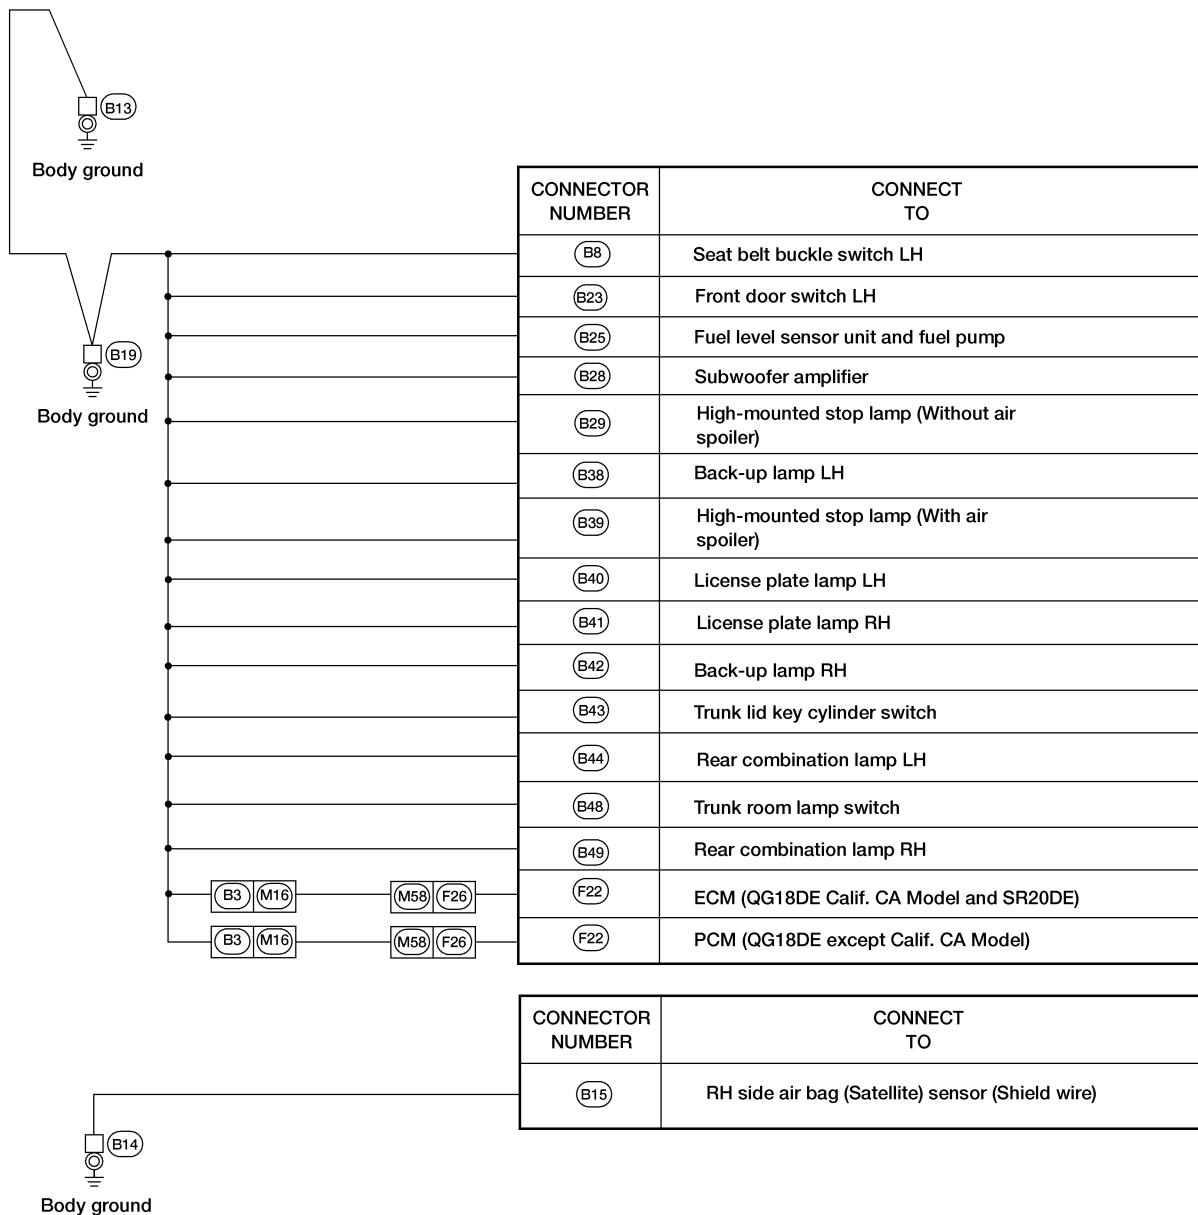 B13
Body ground
CONNECTOR NUMBER
CONNECT TO
B8 Seat belt buckle switch LH
B23 Front door switch LH
B25 Fuel level sensor unit and fuel pump
B19
Body ground
B28 Subwoofer amplifier
B29 High-mounted stop lamp (Without air
spoiler)
B38 Back-up lamp LH
B39 High-mounted stop lamp (With air
spoiler)
B40 License plate lamp LH
B41 License plate lamp RH
B42 Back-up lamp RH
B43 Trunk lid key cylinder switch
B44 Rear combination lamp LH
B48 Trunk room lamp switch
B49 Rear combination lamp RH
B3 M16 M58 F26 F22 ECM (QG18DE Calif. CA Model and SR20DE)
B3 M16 M58 F26 F22 PCM (QG18DE except Calif. CA Model)
CONNECTOR NUMBER
CONNECT TO
B15 RH side air bag (Satellite) sensor (Shield wire)
B14
Body ground